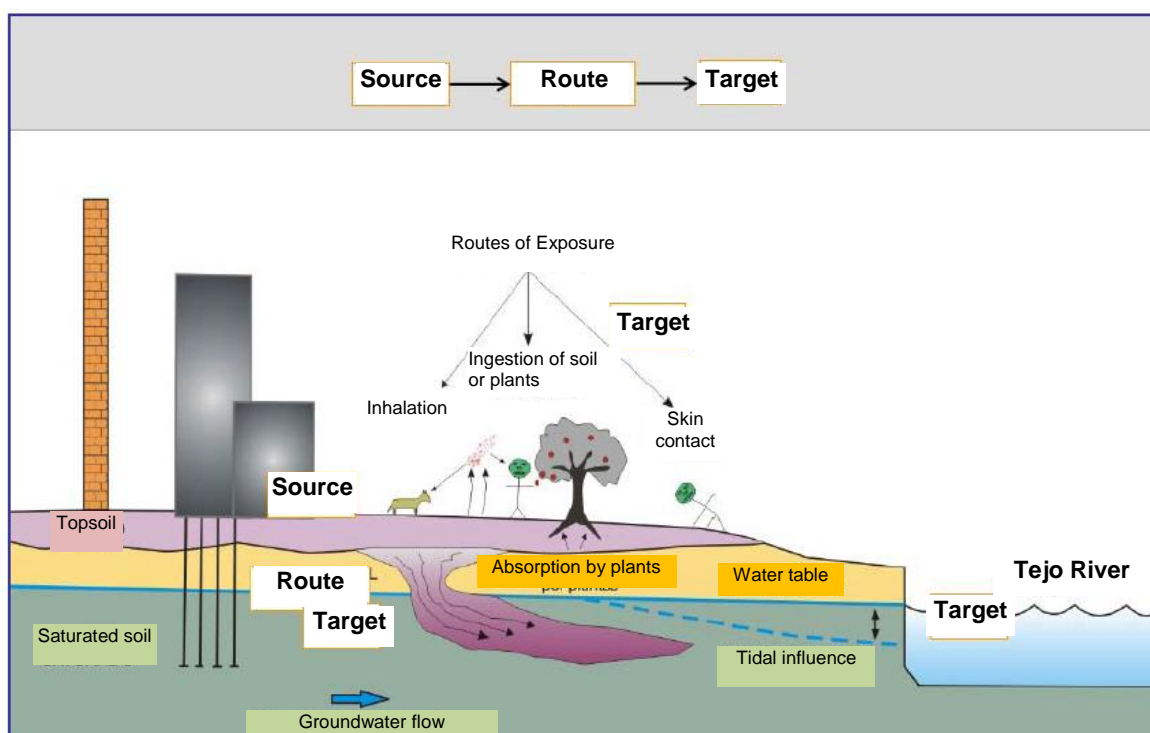 Source
Route
Target
Routes of Exposure
Target
Ingestion of soil
or plants
Inhalation
Skin
contact
Source
Topsoil
Absorption by plants
Water table
Tejo River
Route
Target
Target
Saturated soil
Tidal influence
Groundwater flow